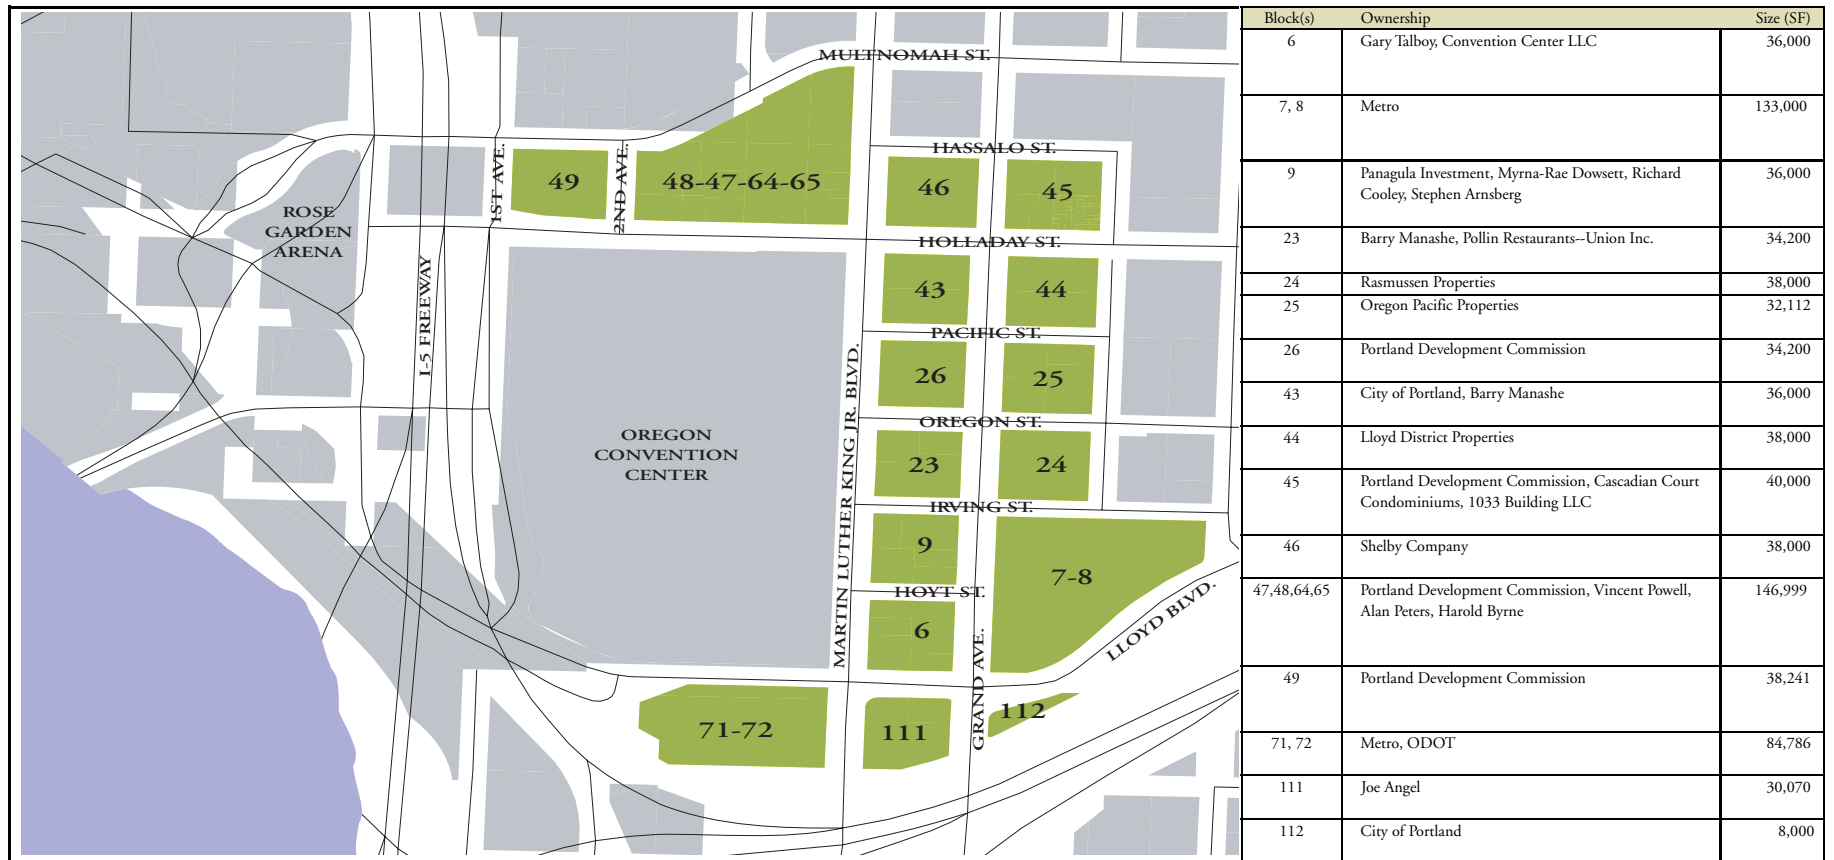 MULTNOMAH ST.
HASSALO ST.
1ST AVE.
49
2ND AVE.
48-47-64-65
46
45
ROSE
GARDEN
ARENA
HOLLADAY ST.
43
44
I-5 FREEWAY
PACIFIC ST.
26
25
MARTIN LUTHER KING JR. BLVD.
OREGON ST.
OREGON
CONVENTION
CENTER
23
24
IRVING ST.
9
7-8
HOYT ST.
6
LLOYD BLVD.
GRAND AVE.
71-72
111
112
Block(s) Ownership Size (SF)
6 Gary Talboy, Convention Center LLC 36,000
7, 8 Metro 133,000
9 Panagula Investment, Myrna-Rae Dowsett, Richard 36,000
Cooley, Stephen Arnsberg
23 Barry Manashe, Pollin Restaurants--Union Inc. 34,200
24 Rasmussen Properties 38,000
25 Oregon Pacific Properties 32,112
26 Portland Development Commission 34,200
43 City of Portland, Barry Manashe 36,000
44 Lloyd District Properties 38,000
45 Portland Development Commission, Cascadian Court 40,000
Condominiums, 1033 Building LLC
46 Shelby Company 38,000
47,48,64,65 Portland Development Commission, Vincent Powell, 146,999
Alan Peters, Harold Byrne
49 Portland Development Commission 38,241
71, 72 Metro, ODOT 84,786
111 Joe Angel 30,070
112 City of Portland 8,000